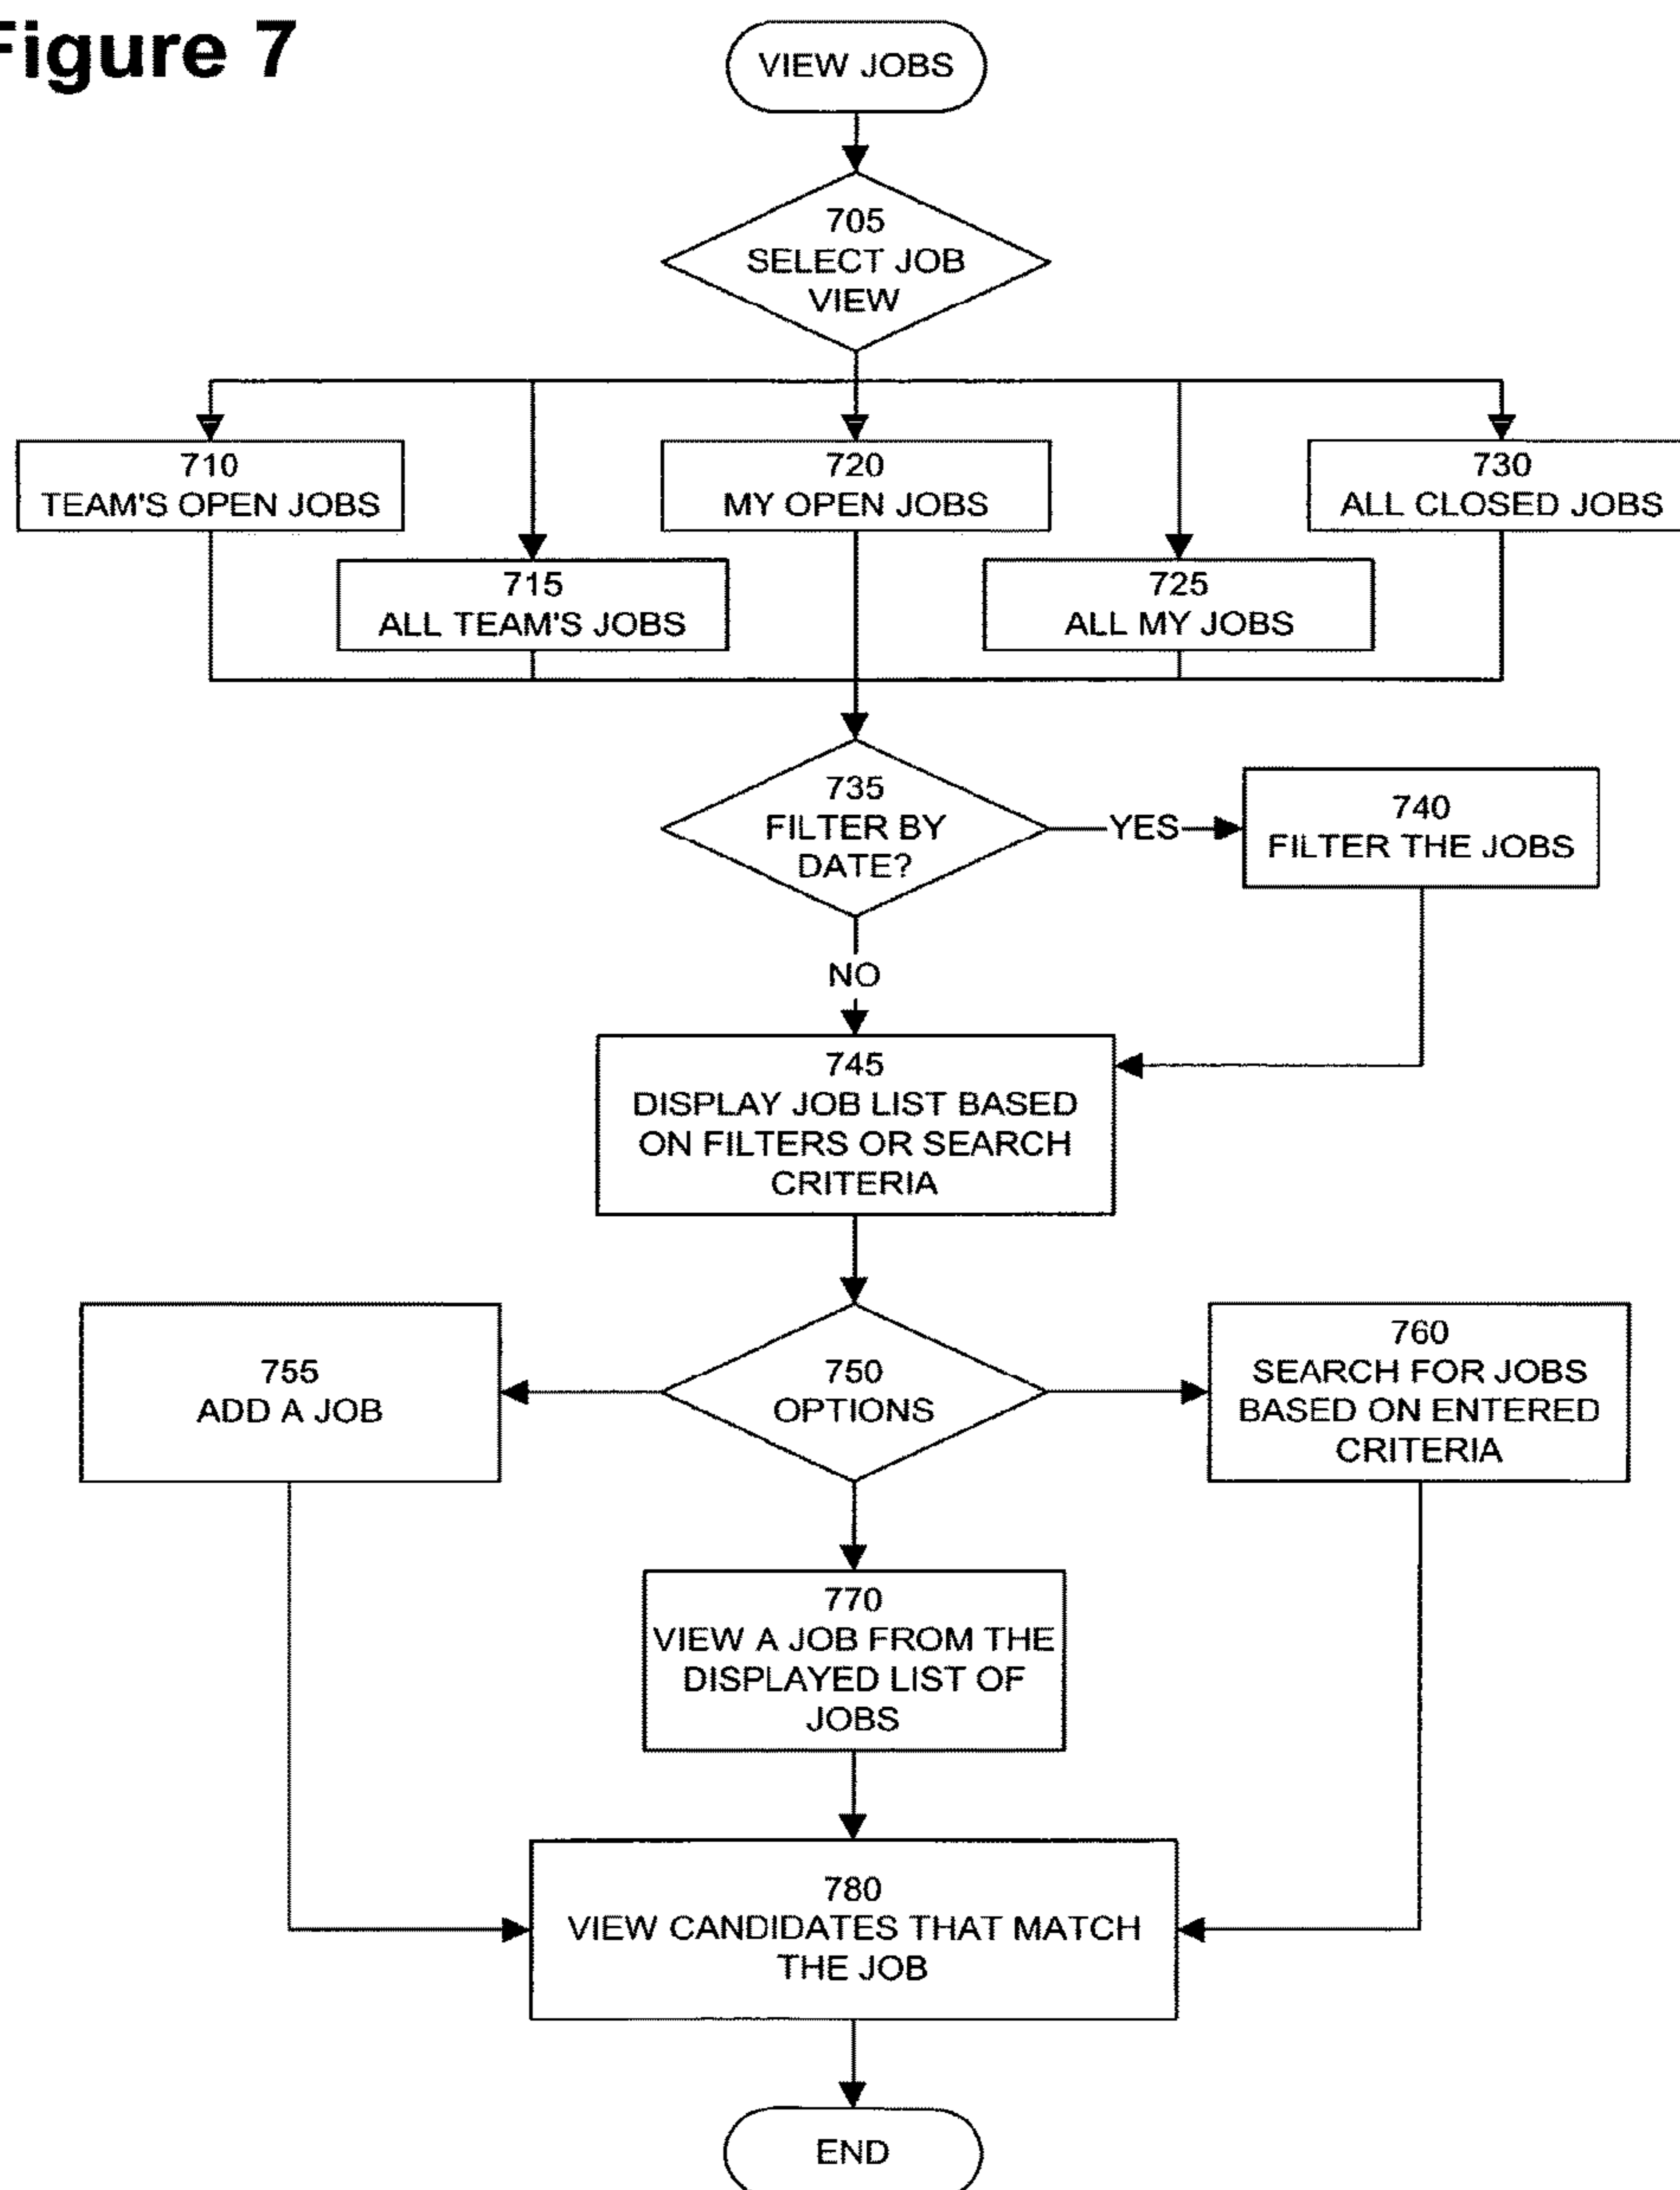 Figure 7
VIEW JOBS
705
SELECT JOB
VIEW
710
TEAM'S OPEN JOBS
720
MY OPEN JOBS
730
ALL CLOSED JOBS
715
ALL TEAM'S JOBS
725
ALL MY JOBS
735
FILTER BY
DATE?
YES
740
FILTER THE JOBS
NO
745
DISPLAY JOB LIST BASED
ON FILTERS OR SEARCH
CRITERIA
755
ADD A JOB
750
OPTIONS
760
SEARCH FOR JOBS
BASED ON ENTERED
CRITERIA
770
VIEW A JOB FROM THE
DISPLAYED LIST OF
JOBS
780
VIEW CANDIDATES THAT MATCH
THE JOB
END